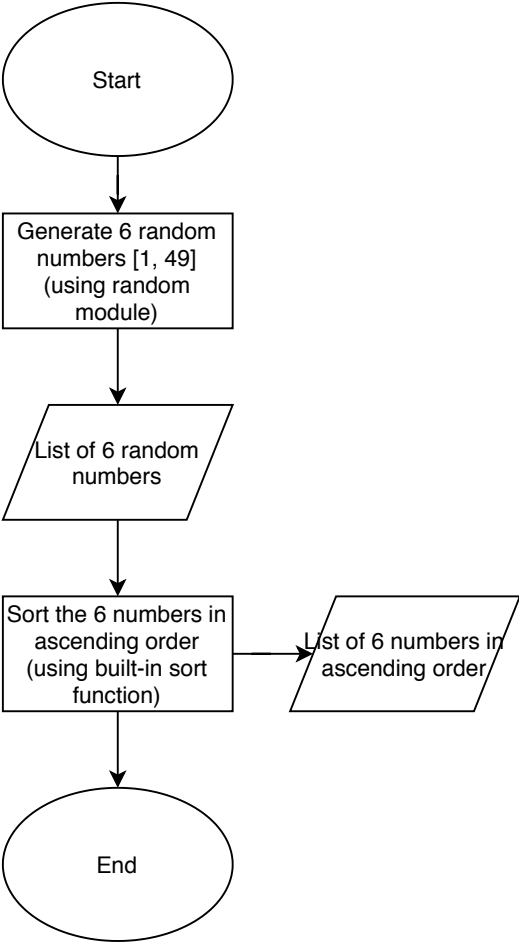 Start
Generate 6 random
numbers [1, 49]
(using random
module)
List of 6 random
numbers
Sort the 6 numbers in
ascending order
(using built-in sort
function)
List of 6 numbers in
ascending order
End